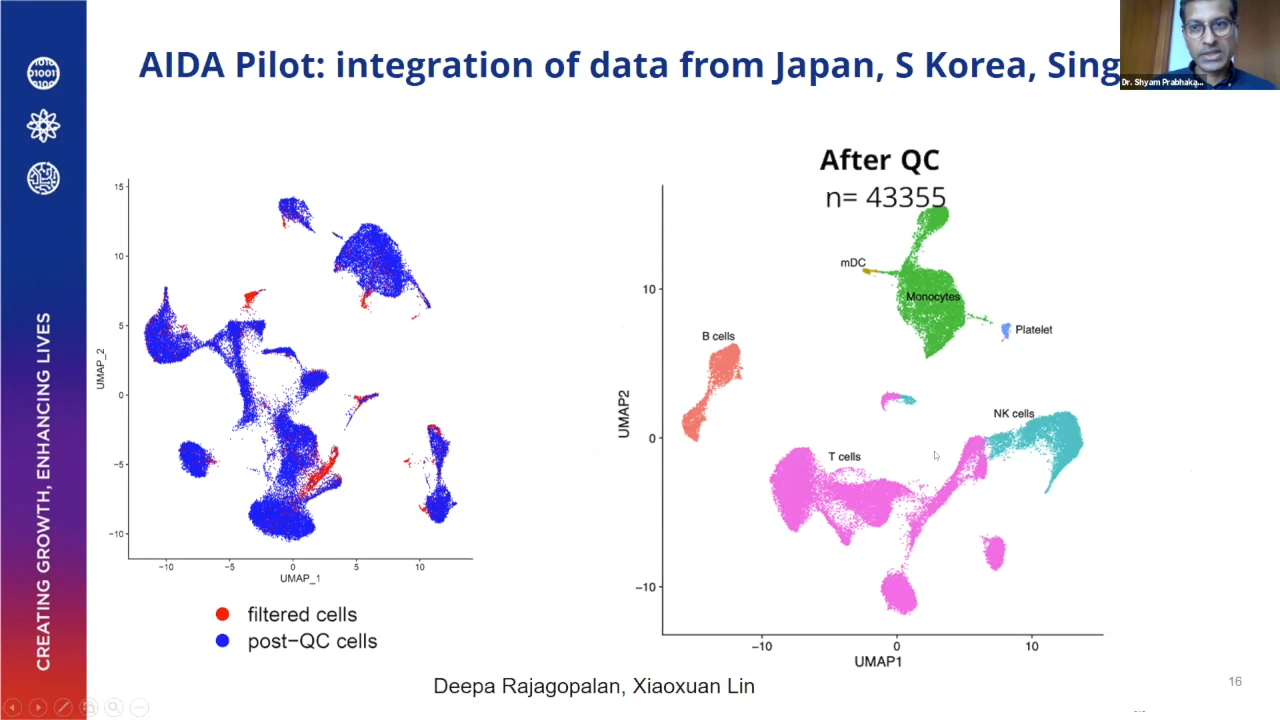 AIDA Pilot: integration of data from Japan, S Korea, Sing
Dr. Shyam Prabhaka...
CREATING GROWTH, ENHANCING LIVES
15
10
5
0
−5
−10
UMAP_2
−10
−5
0
5
10
UMAP_1
filtered cells
post−QC cells
After QC
n= 43355
mDC
Monocytes
Platelet
B cells
NK cells
T cells
10
0
−10
UMAP2
−10
0
10
UMAP1
Deepa Rajagopalan, Xiaoxuan Lin
16